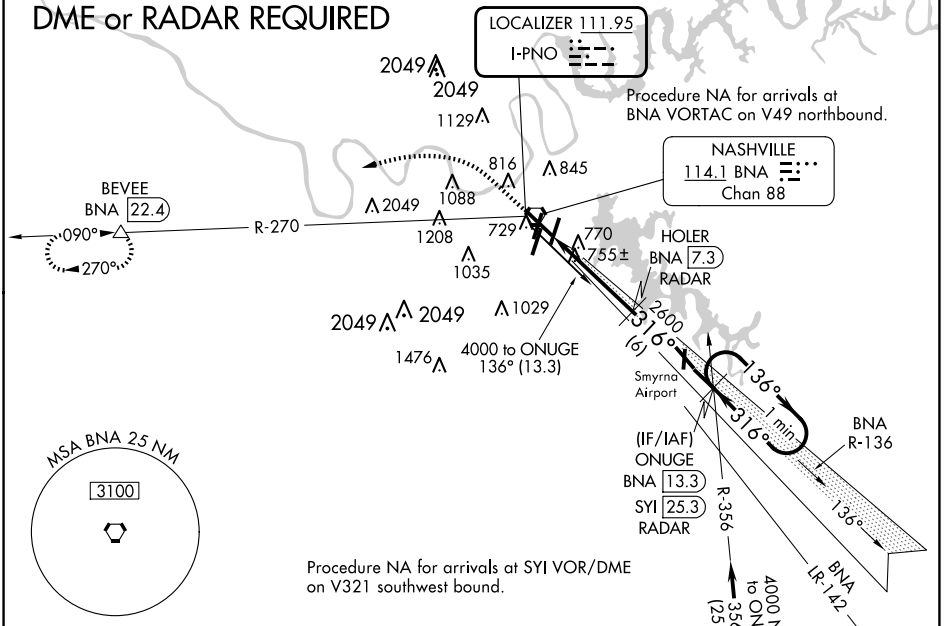 DME or RADAR REQUIRED
LOCALIZER 111.95
I-PNO
2049
2049
1129
Procedure NA for arrivals at
BNA VORTAC on V49 northbound.
NASHVILLE
114.1 BNA
Chan 88
816
845
1088
BEVEE
BNA 22.4
2049
R-270
1208
729
770
755±
HOLER
BNA 7.3
RADAR
090°
270°
1035
2049
2049
1029
1476
4000 to ONUGE
136° (13.3)
2600
316°
(6)
Smyrna
Airport
136°
1 min
316°
BNA
R-136
(IF/IAF)
ONUGE
BNA 13.3
SYI 25.3
RADAR
R-356
136°
MSA BNA 25 NM
3100
BNA
LR-142
Procedure NA for arrivals at SYI VOR/DME
on V321 southwest bound.
4000
to ON
356
(25